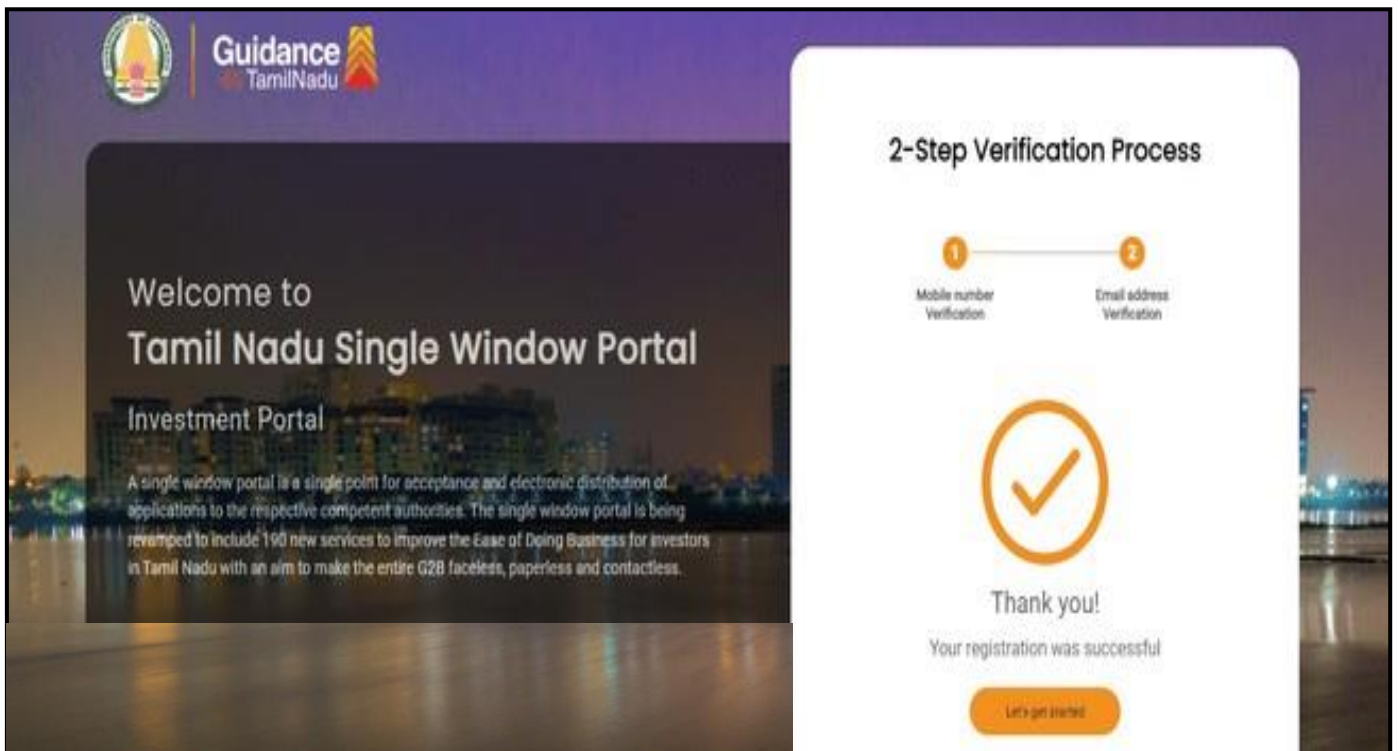 Guidance
TamilNadu
Welcome to
Tamil Nadu Single Window Portal
Investment Portal
A single window portal is a single point for acceptance and electronic distribution of
applications to the respective competent authorities. The single window portal is being
revamped to include 190 new services to improve the Ease of Doing Business for investors
in Tamil Nadu with an aim to make the entire G2B faceless, paperless and contactless.
2-Step Verification Process
1
2
Mobile number
Verification
Email address
Verification
Thank you!
Your registration was successful
Let's get started